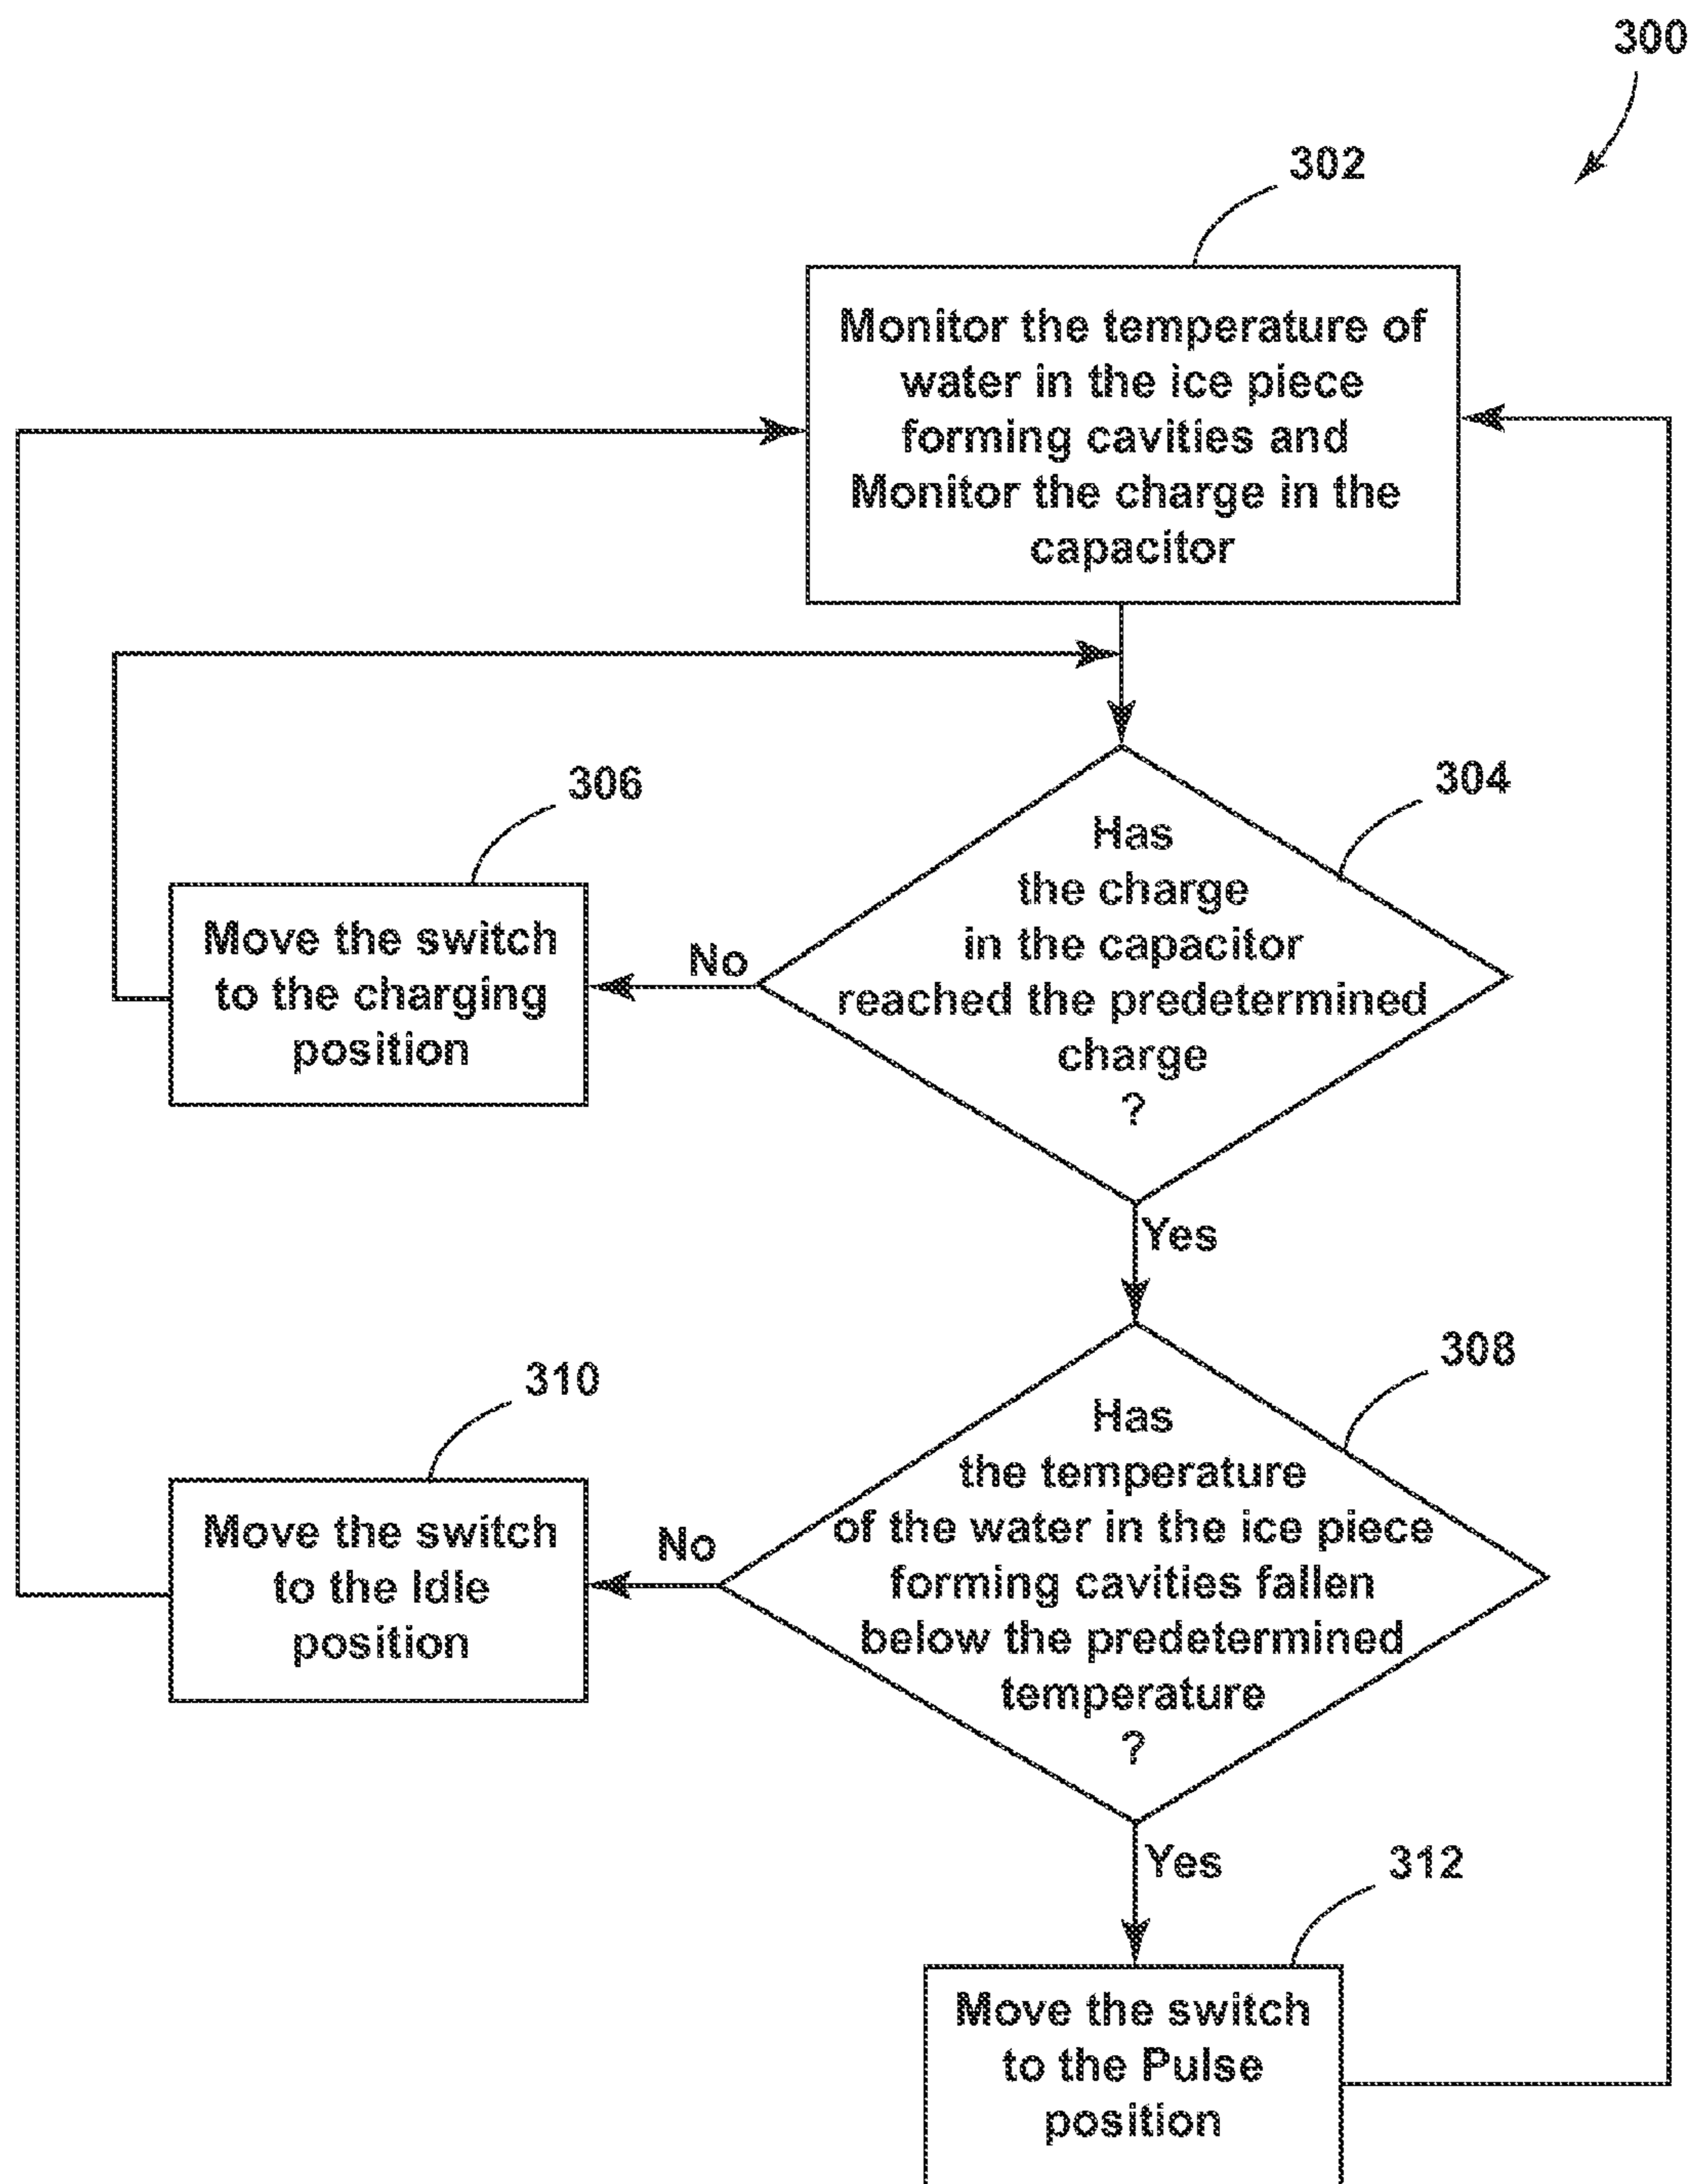 300
302
Monitor the temperature of
water in the ice piece
forming cavities and
Monitor the charge in the
capacitor
306
304
Has
the charge
in the capacitor
reached the predetermined
charge
?
No
Move the switch
to the charging
position
Yes
308
310
Has
the temperature
of the water in the ice piece
forming cavities fallen
below the predetermined
temperature
?
No
Move the switch
to the Idle
position
Yes
312
Move the switch
to the Pulse
position